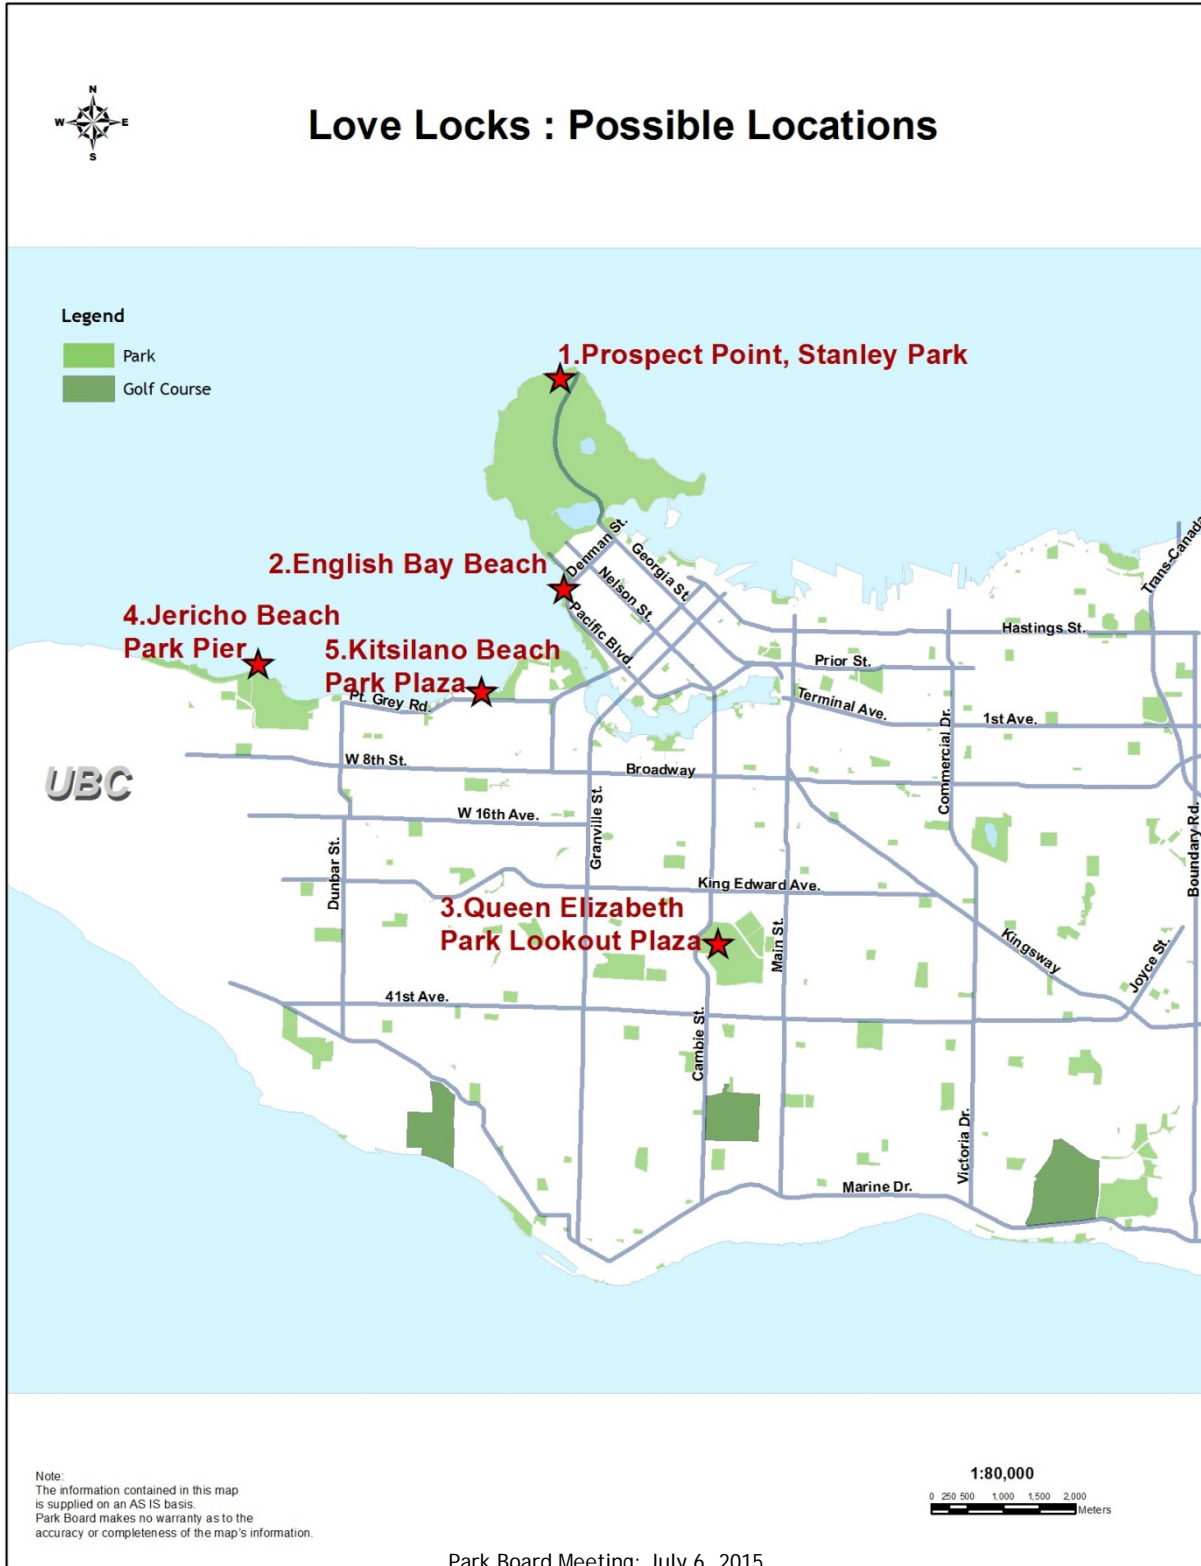 N
W E
S
Love Locks : Possible Locations
Legend
Park
Golf Course
1.Prospect Point, Stanley Park
2.English Bay Beach
Denman St.
Georgia St
Nelson St.
Pacific Blvd.
Trans-Canada
4.Jericho Beach
Park Pier
5.Kitsilano Beach
Park Plaza
Hastings St.
Prior St.
Pt. Grey Rd.
Terminal Ave.
1st Ave.
Commercial Dr.
W 8th St.
Broadway
UBC
W 16th Ave.
Granville St.
Dunbar St.
Boundary Rd.
King Edward Ave.
3.Queen Elizabeth
Park Lookout Plaza
Main St.
Kingsway
Joyce St.
41st Ave.
Cambie St.
Victoria Dr.
Marine Dr.
Note:
The information contained in this map
is supplied on an AS IS basis.
Park Board makes no warranty as to the
accuracy or completeness of the map's information.
1:80,000
0 250 500 1,000 1,500 2,000
Meters
Park Board Meeting: July 6, 2015